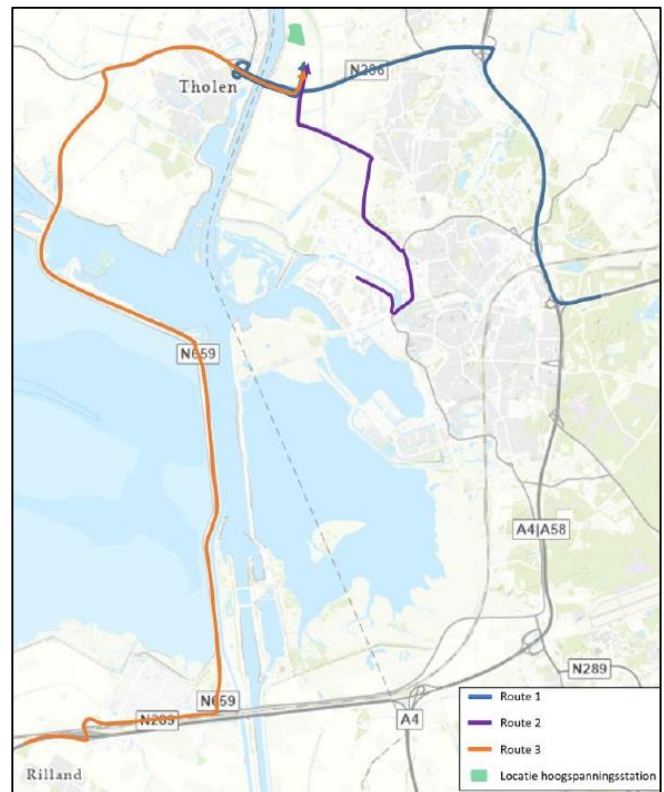 N286
Tholen
N659
A4|A58
N659
N289
N289
A4
Rilland
Route 1
Route 2
Route 3
Locatie hoogspanningsstation